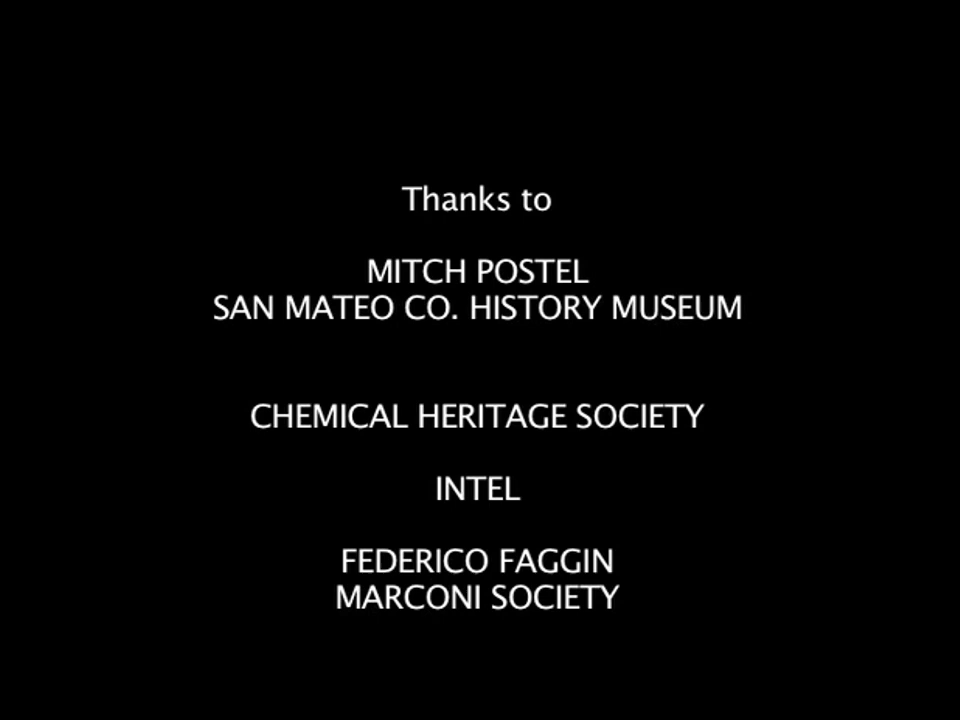 Thanks to
MITCH POSTEL
SAN MATEO CO. HISTORY MUSEUM
CHEMICAL HERITAGE SOCIETY
INTEL
FEDERICO FAGGIN
MARCONI SOCIETY